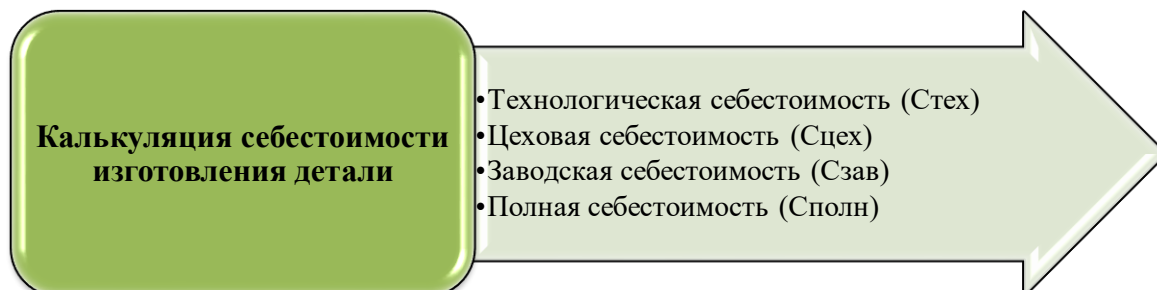 Калькуляция себестоимости
изготовления детали
•Технологическая себестоимость (Стех)
•Цеховая себестоимость (Сцех)
•Заводская себестоимость (Сзав)
•Полная себестоимость (Сполн)